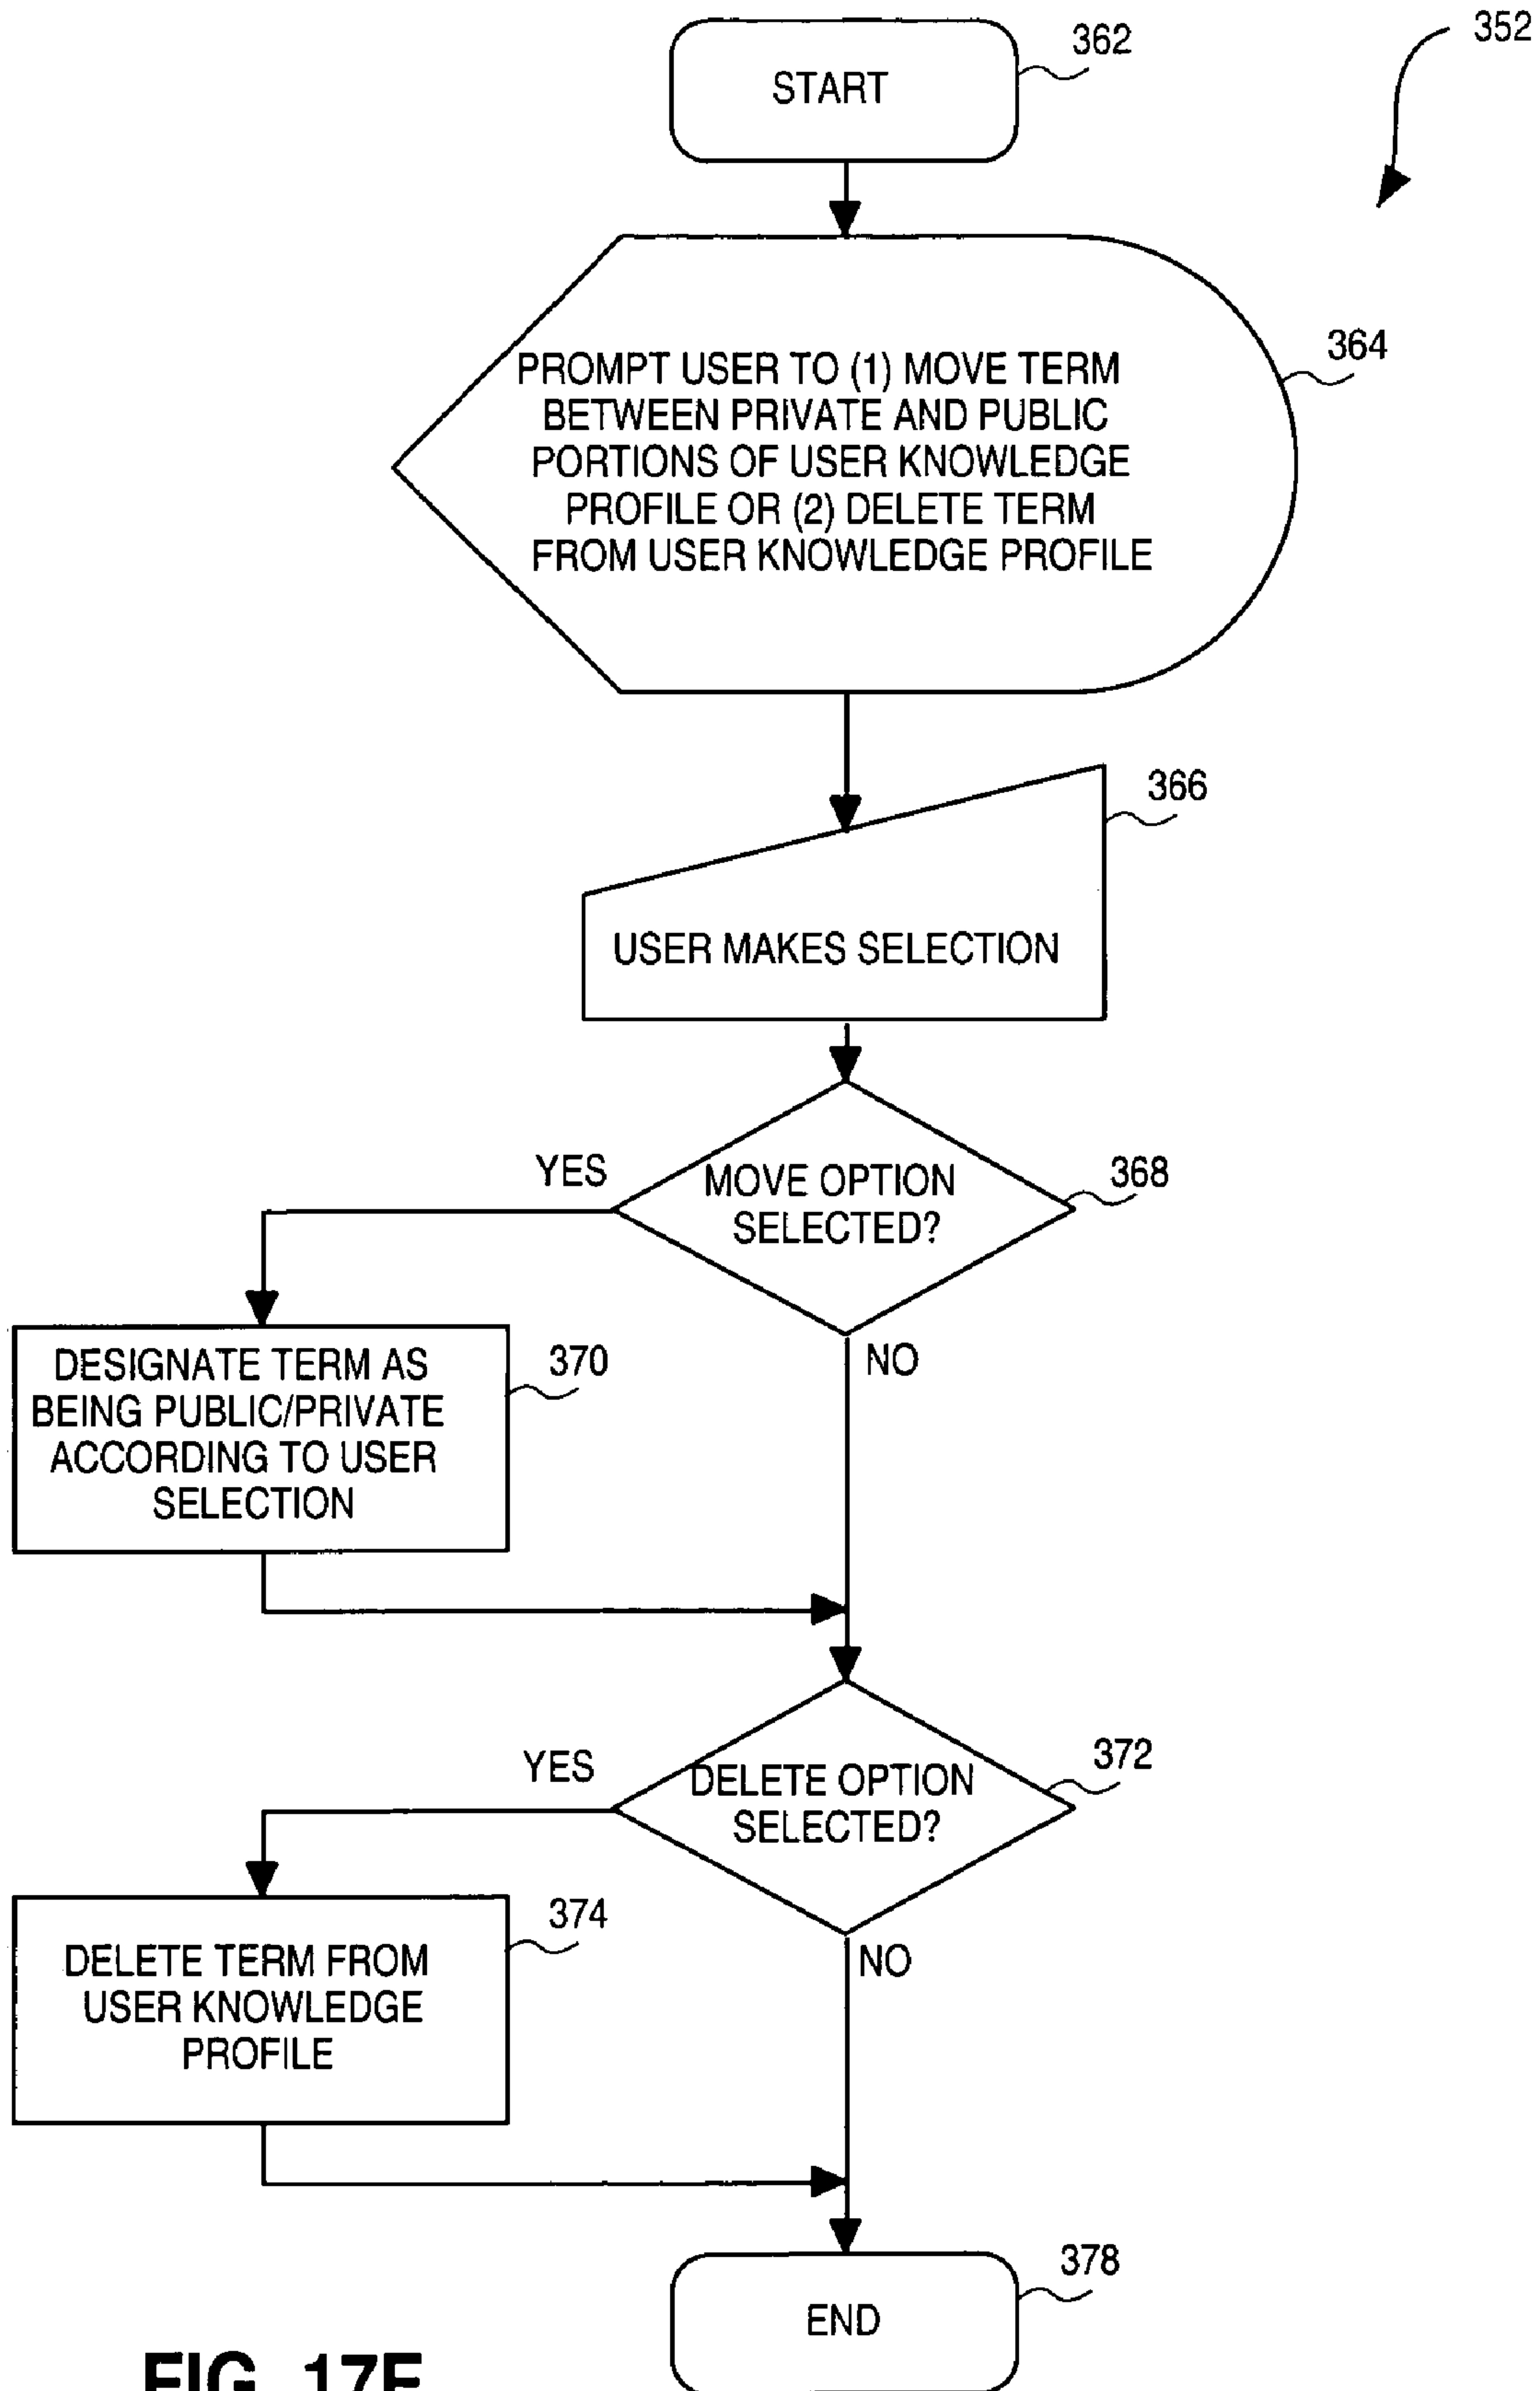 352
362
START
364
PROMPT USER TO (1) MOVE TERM
BETWEEN PRIVATE AND PUBLIC
PORTIONS OF USER KNOWLEDGE
PROFILE OR (2) DELETE TERM
FROM USER KNOWLEDGE PROFILE
366
USER MAKES SELECTION
YES
MOVE OPTION
SELECTED?
368
NO
370
DESIGNATE TERM AS
BEING PUBLIC/PRIVATE
ACCORDING TO USER
SELECTION
YES
DELETE OPTION
SELECTED?
372
NO
374
DELETE TERM FROM
USER KNOWLEDGE
PROFILE
378
END
FIG.